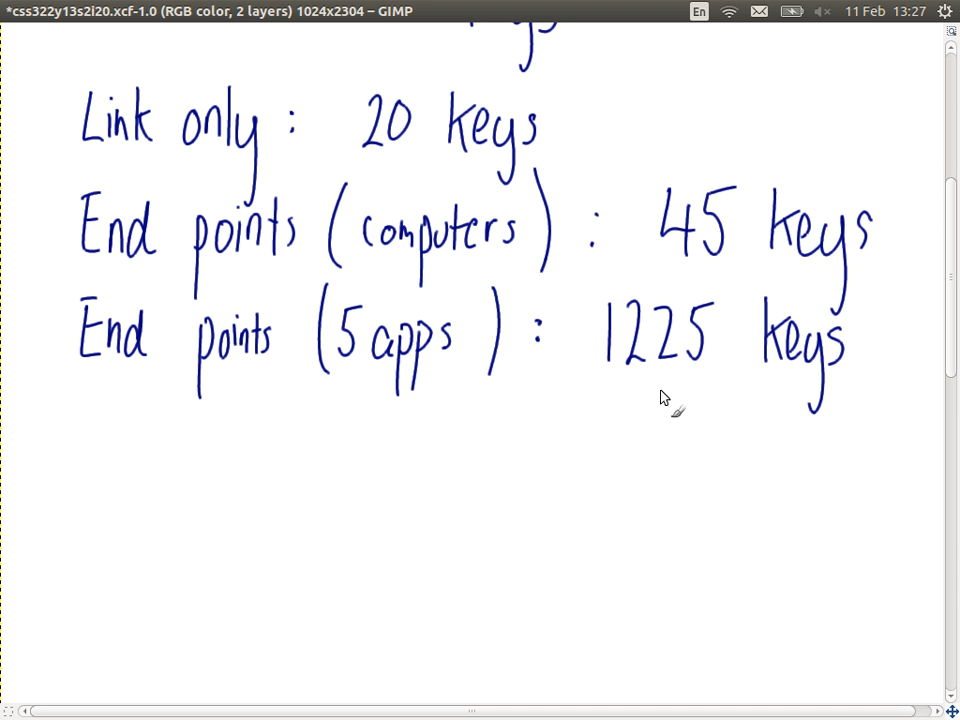 *css322y13s2i20.xcf-1.0 (RGB color, 2 layers) 1024x2304 – GIMP
En
11 Feb 13:27
Link only : 20 keys
End points (computers) : 45 keys
End points (5 apps) : 1225 keys